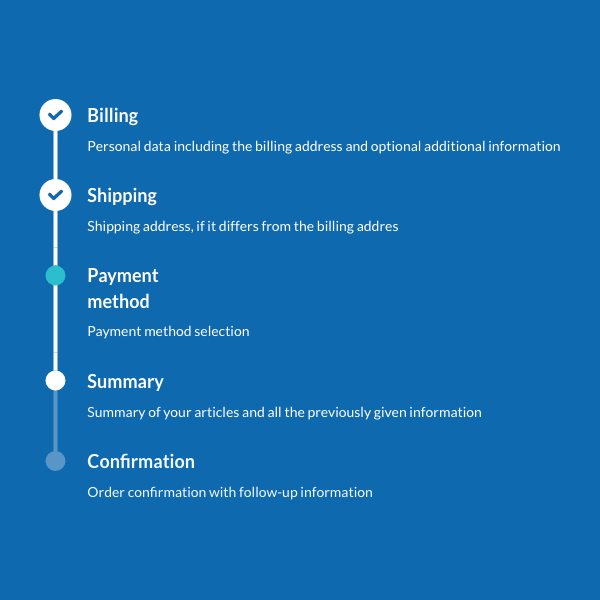 Billing
Personal data including the billing address and optional additional information
Shipping
Shipping address, if it differs from the billing addres
Payment
method
Payment method selection
Summary
Summary of your articles and all the previously given information
Confirmation
Order confirmation with follow-up information